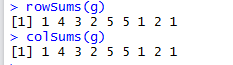 > rowSums(g)
[1] 1 4 3 2 5 5 1 2 1
> colSums(g)
[1] 1 4 3 2 5 5 1 2 1